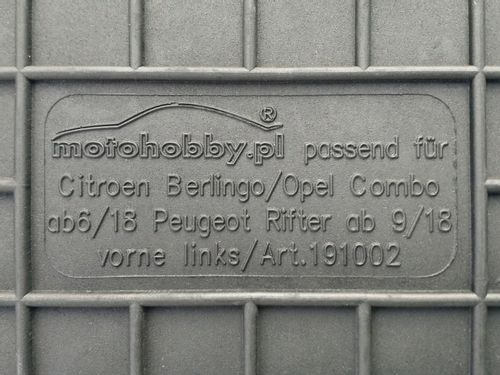 motohobby.pl® passend für
Citroen Berlingo/Opel Combo
ab6/18 Peugeot Rifter ab 9/18
vorne links/Art.191002